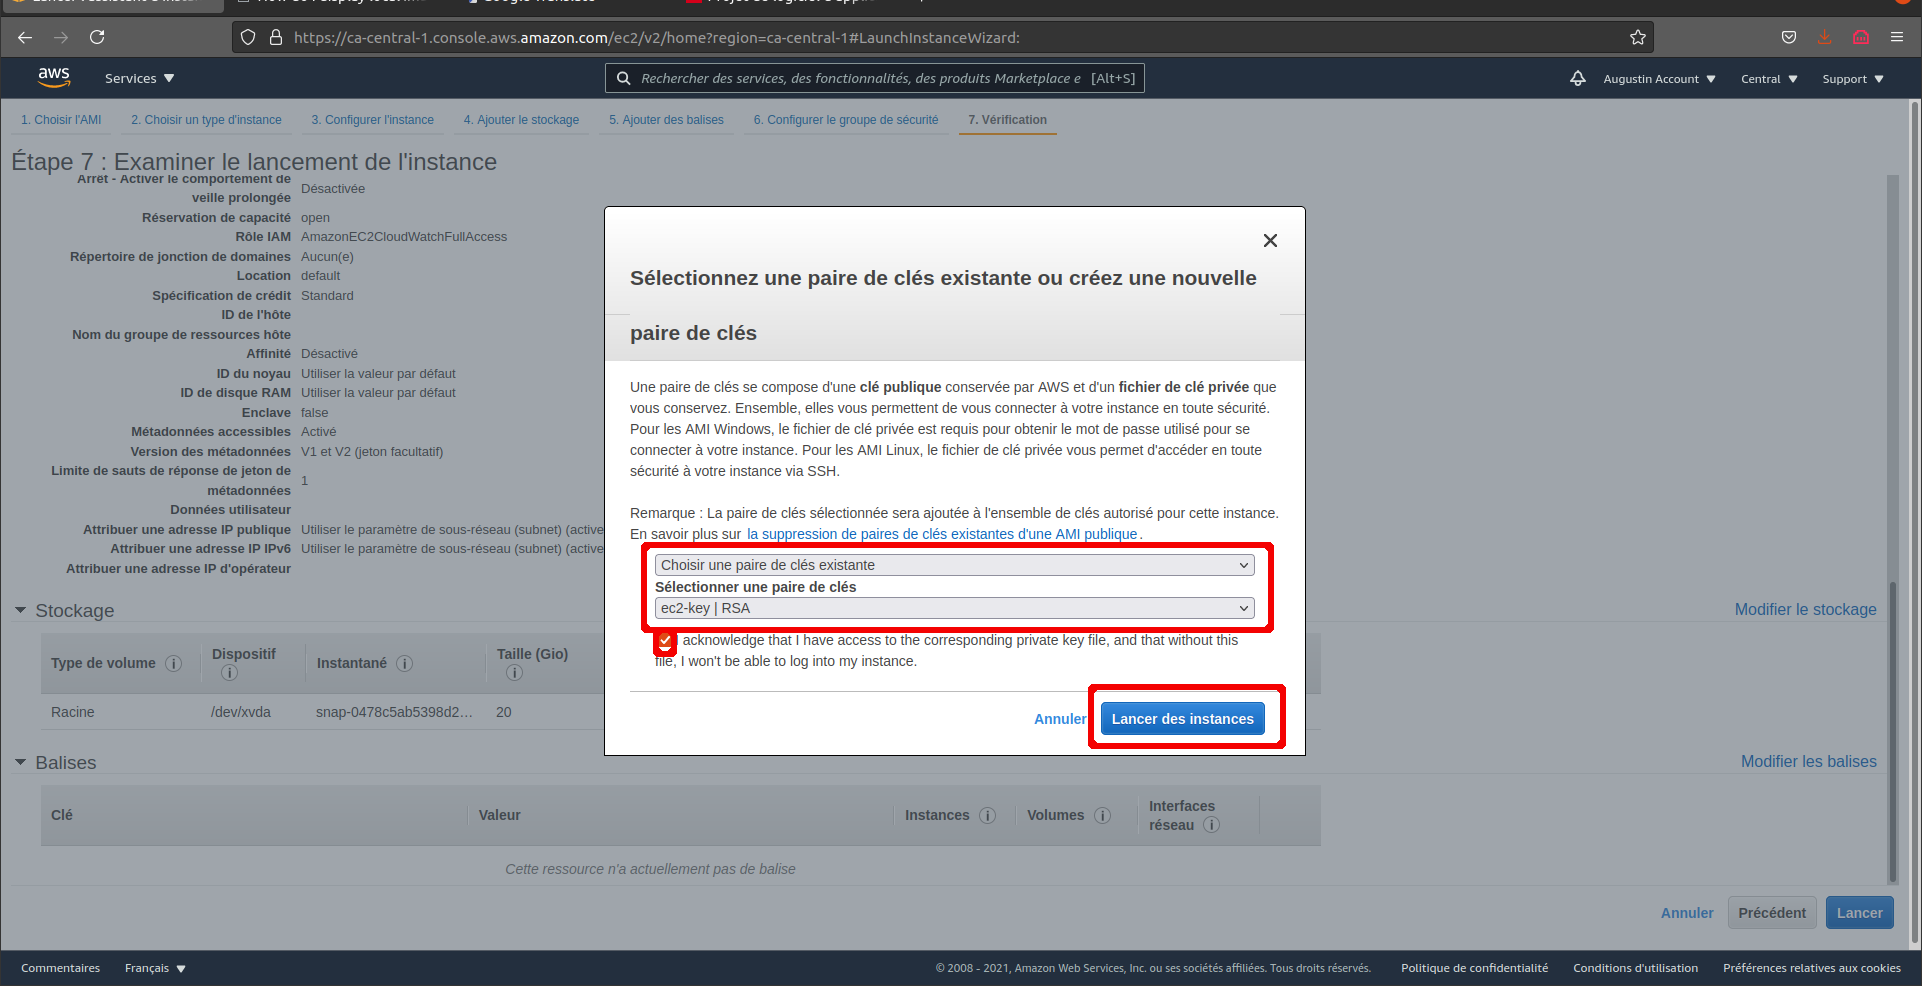 https://ca-central-1.console.aws.amazon.com/ec2/v2/home?region=ca-central-1#LaunchInstanceWizard:
aws Services Rechercher des services, des fonctionnalités, des produits Marketplace e [Alt+S] Augustin Account Central Support
1. Choisir l'AMI 2. Choisir un type d'instance 3. Configurer l'instance 4. Ajouter le stockage 5. Ajouter des balises 6. Configurer le groupe de sécurité 7. Vérification
Étape 7 : Examiner le lancement de l'instance
Arrêt - Activer le comportement de
veille prolongée Désactivée
Réservation de capacité open
Rôle IAM AmazonEC2CloudWatchFullAccess
Répertoire de jonction de domaines Aucun(e)
Location default
Spécification de crédit Standard
ID de l'hôte
Nom du groupe de ressources hôte
Affinité Désactivé
ID du noyau Utiliser la valeur par défaut
ID de disque RAM Utiliser la valeur par défaut
Enclave false
Métadonnées accessibles Activé
Version des métadonnées V1 et V2 (jeton facultatif)
Limite de sauts de réponse de jeton de
métadonnées 1
Données utilisateur
Attribuer une adresse IP publique Utiliser le paramètre de sous-réseau (subnet) (active
Attribuer une adresse IP IPv6 Utiliser le paramètre de sous-réseau (subnet) (active
Attribuer une adresse IP d'opérateur
Stockage Modifier le stockage
Type de volume Dispositif Instantané Taille (Gio)
Racine /dev/xvda snap-0478c5ab5398d2... 20
Balises Modifier les balises
Clé Valeur Instances Volumes Interfaces
réseau
Cette ressource n'a actuellement pas de balise
Sélectionnez une paire de clés existante ou créez une nouvelle
paire de clés
Une paire de clés se compose d'une clé publique conservée par AWS et d'un fichier de clé privée que
vous conservez. Ensemble, elles vous permettent de vous connecter à votre instance en toute sécurité.
Pour les AMI Windows, le fichier de clé privée est requis pour obtenir le mot de passe utilisé pour se
connecter à votre instance. Pour les AMI Linux, le fichier de clé privée vous permet d'accéder en toute
sécurité à votre instance via SSH.
Remarque : La paire de clés sélectionnée sera ajoutée à l'ensemble de clés autorisé pour cette instance.
En savoir plus sur la suppression de paires de clés existantes d'une AMI publique.
Choisir une paire de clés existante
Sélectionner une paire de clés
ec2-key | RSA
acknowledge that I have access to the corresponding private key file, and that without this
file, I won't be able to log into my instance.
Annuler Lancer des instances
Annuler Précédent Lancer
Commentaires Français © 2008 - 2021, Amazon Web Services, Inc. ou ses sociétés affiliées. Tous droits réservés. Politique de confidentialité Conditions d'utilisation Préférences relatives aux cookies